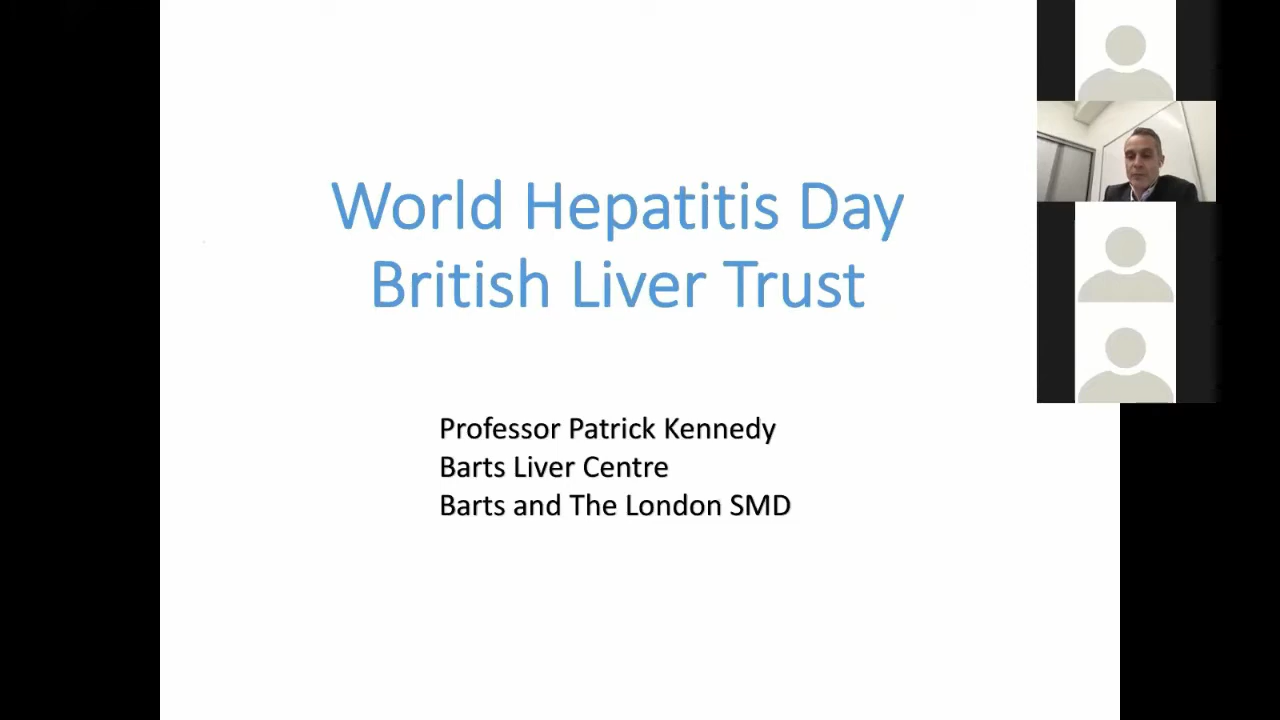 World Hepatitis Day
British Liver Trust
Professor Patrick Kennedy
Barts Liver Centre
Barts and The London SMD